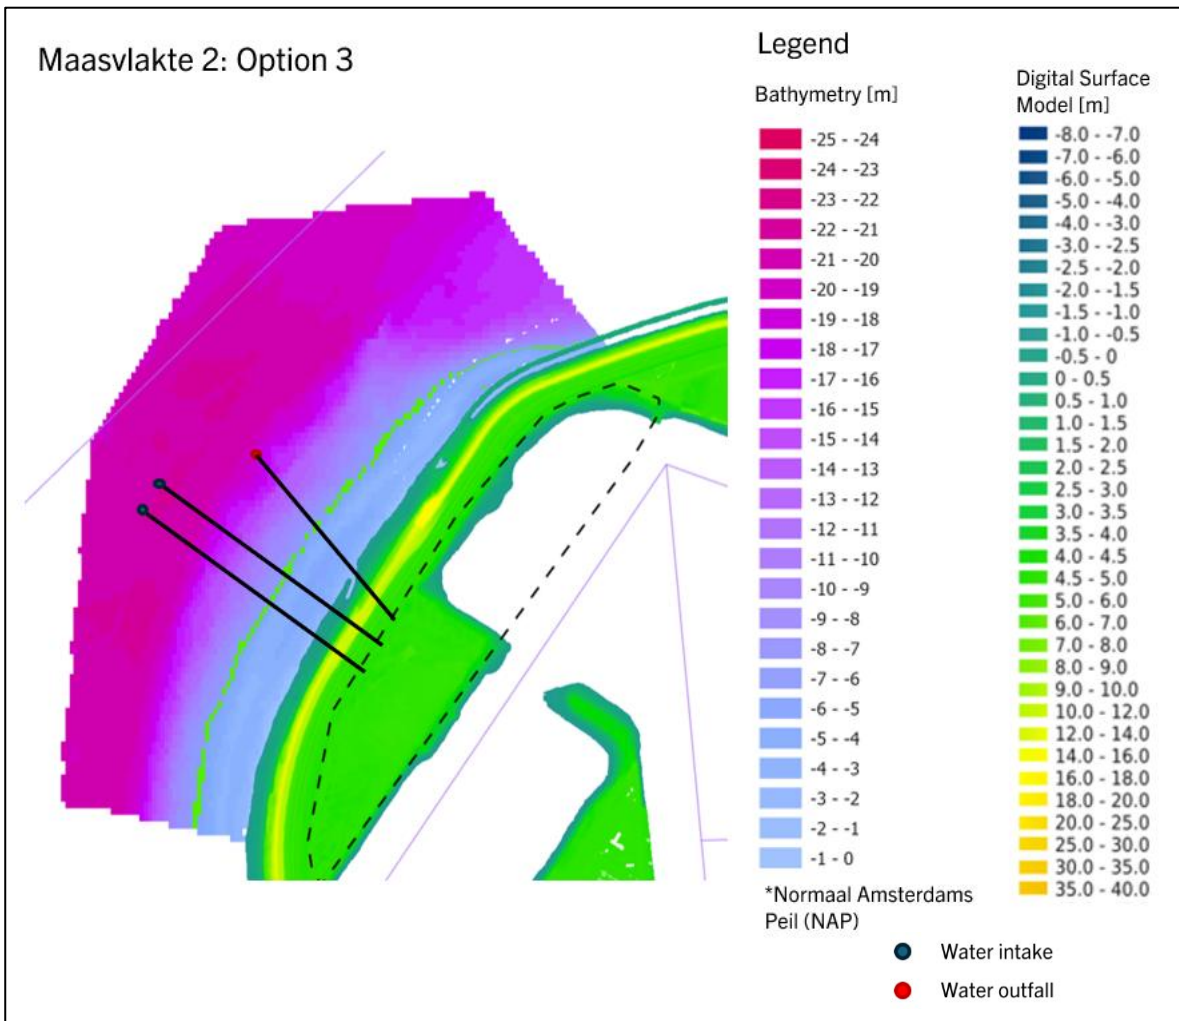 Maasvlakte 2: Option 3
Legend
Bathymetry [m]
-25 - -24
-24 - -23
-23 - -22
-22 - -21
-21 - -20
-20 - -19
-19 - -18
-18 - -17
-17 - -16
-16 - -15
-15 - -14
-14 - -13
-13 - -12
-12 - -11
-11 - -10
-10 - -9
-9 - -8
-8 - -7
-7 - -6
-6 - -5
-5 - -4
-4 - -3
-3 - -2
-2 - -1
-1 - 0
*Normaal Amsterdams
Peil (NAP)
Digital Surface
Model [m]
-8.0 - -7.0
-7.0 - -6.0
-6.0 - -5.0
-5.0 - -4.0
-4.0 - -3.0
-3.0 - -2.5
-2.5 - -2.0
-2.0 - -1.5
-1.5 - -1.0
-1.0 - -0.5
-0.5 - 0
0 - 0.5
0.5 - 1.0
1.0 - 1.5
1.5 - 2.0
2.0 - 2.5
2.5 - 3.0
3.0 - 3.5
3.5 - 4.0
4.0 - 4.5
4.5 - 5.0
5.0 - 6.0
6.0 - 7.0
7.0 - 8.0
8.0 - 9.0
9.0 - 10.0
10.0 - 12.0
12.0 - 14.0
14.0 - 16.0
16.0 - 18.0
18.0 - 20.0
20.0 - 25.0
25.0 - 30.0
30.0 - 35.0
35.0 - 40.0
Water intake
Water outfall